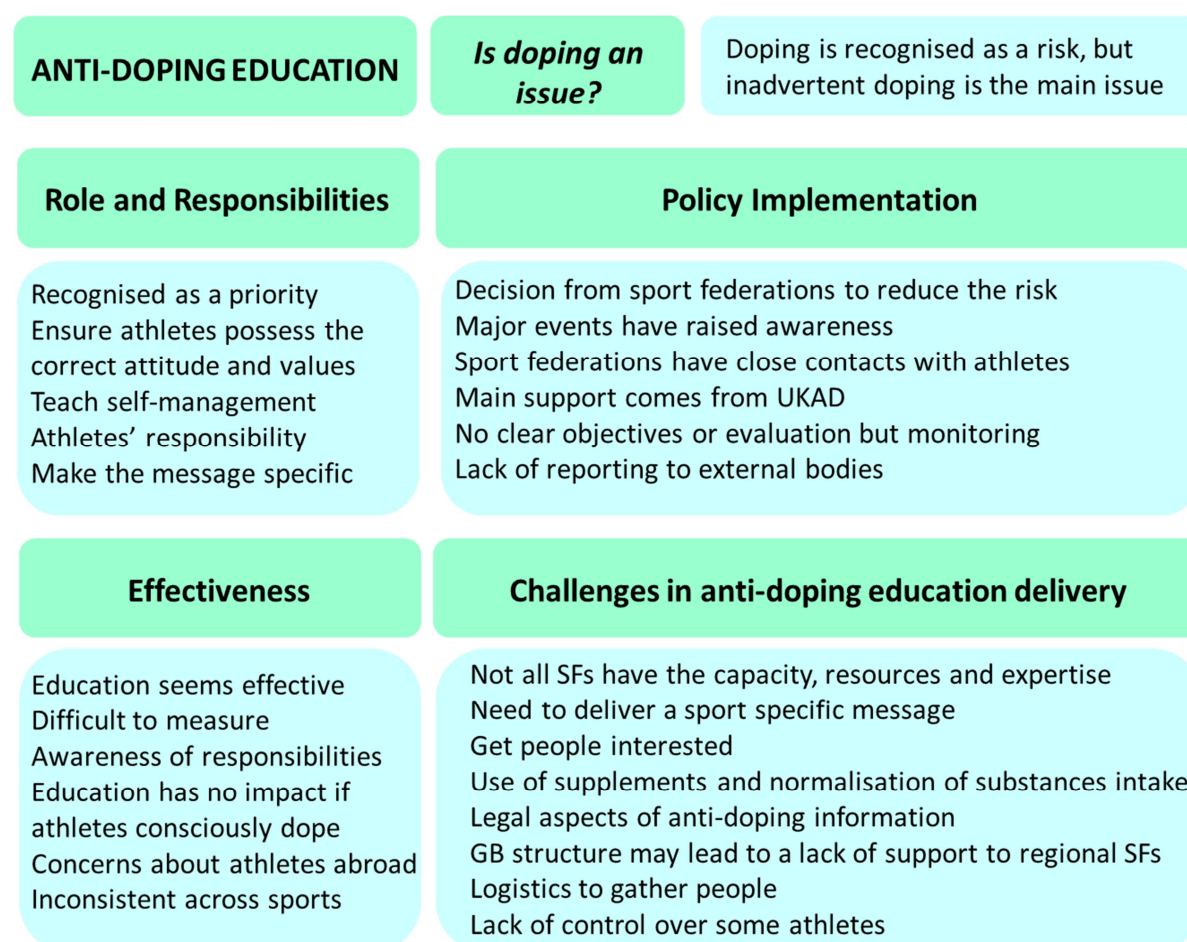 ANTI-DOPING EDUCATION
Is doping an
issue?
Doping is recognised as a risk, but
inadvertent doping is the main issue
Role and Responsibilities
Policy Implementation
Recognised as a priority
Ensure athletes possess the
correct attitude and values
Teach self-management
Athletes’ responsibility
Make the message specific
Decision from sport federations to reduce the risk
Major events have raised awareness
Sport federations have close contacts with athletes
Main support comes from UKAD
No clear objectives or evaluation but monitoring
Lack of reporting to external bodies
Effectiveness
Challenges in anti-doping education delivery
Education seems effective
Difficult to measure
Awareness of responsibilities
Education has no impact if
athletes consciously dope
Concerns about athletes abroad
Inconsistent across sports
Not all SFs have the capacity, resources and expertise
Need to deliver a sport specific message
Get people interested
Use of supplements and normalisation of substances intake
Legal aspects of anti-doping information
GB structure may lead to a lack of support to regional SFs
Logistics to gather people
Lack of control over some athletes